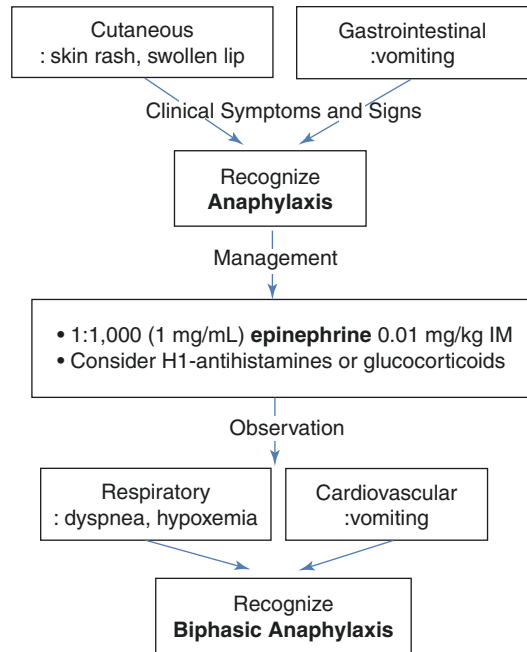 Cutaneous
: skin rash, swollen lip
Gastrointestinal
:vomiting
Clinical Symptoms and Signs
Recognize
Anaphylaxis
Management
• 1:1,000 (1 mg/mL) epinephrine 0.01 mg/kg IM
• Consider H1-antihistamines or glucocorticoids
Observation
Respiratory
: dyspnea, hypoxemia
Cardiovascular
:vomiting
Recognize
Biphasic Anaphylaxis